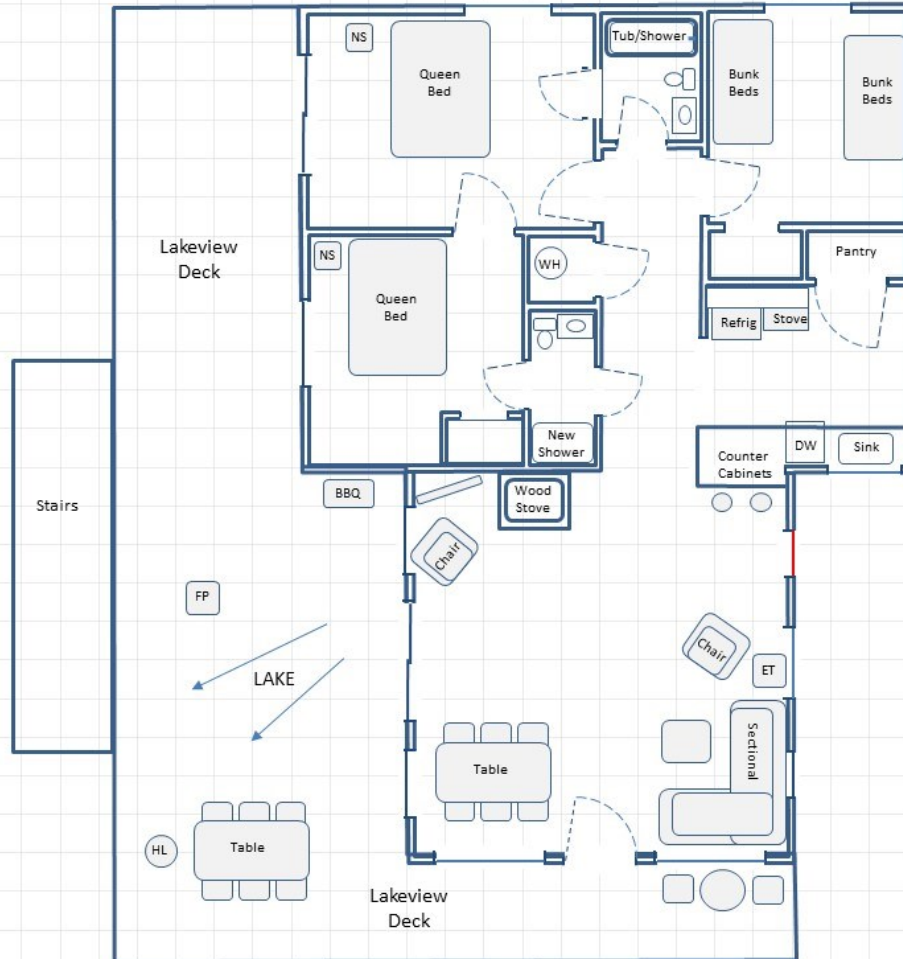 NS
Queen
Bed
Tub/Shower
Bunk
Beds
Bunk
Beds
Lakeview
Deck
NS
Queen
Bed
WH
Pantry
Refrig
Stove
New
Shower
Counter
Cabinets
DW
Sink
Stairs
BBQ
Wood
Stove
Chair
FP
LAKE
Chair
ET
Sectional
Table
HL
Table
Lakeview
Deck